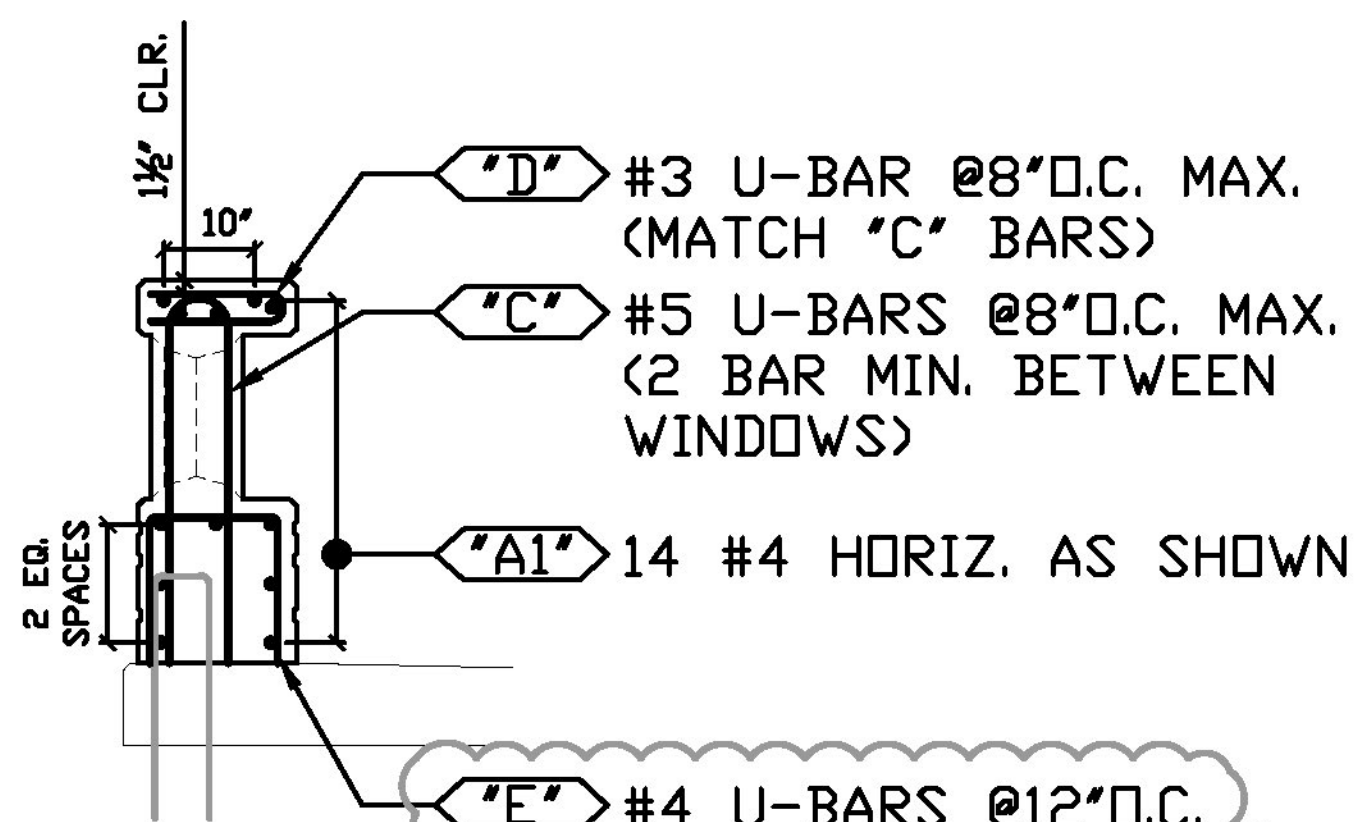 1½" CLR.
10"
"D" #3 U-BAR @8"O.C. MAX.
(MATCH "C" BARS)
"C" #5 U-BARS @8"O.C. MAX.
(2 BAR MIN. BETWEEN
WINDOWS)
"A1" 14 #4 HORIZ. AS SHOWN
2 EQ.
SPACES
"E" #4 U-BARS @12"O.C.